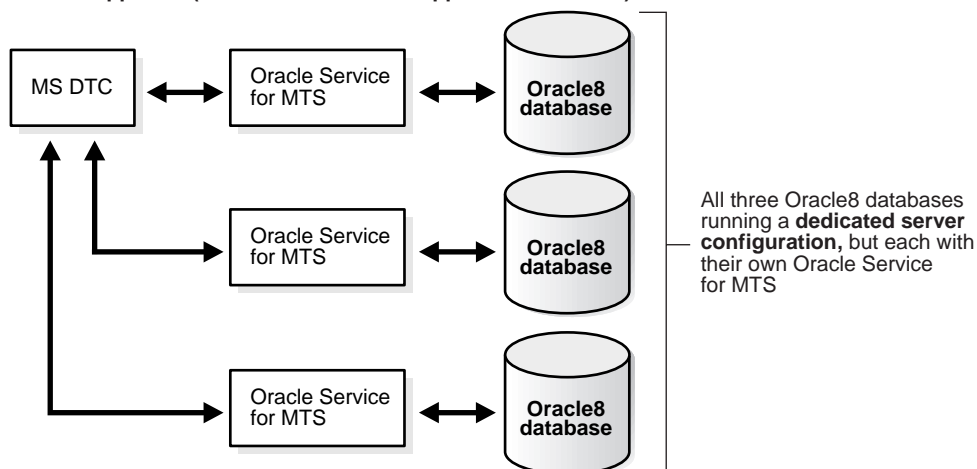 MS DTC
Oracle Service
for MTS
Oracle8
database
Oracle Service
for MTS
Oracle8
database
All three Oracle8 databases
running a dedicated server
configuration, but each with
their own Oracle Service
for MTS
Oracle Service
for MTS
Oracle8
database